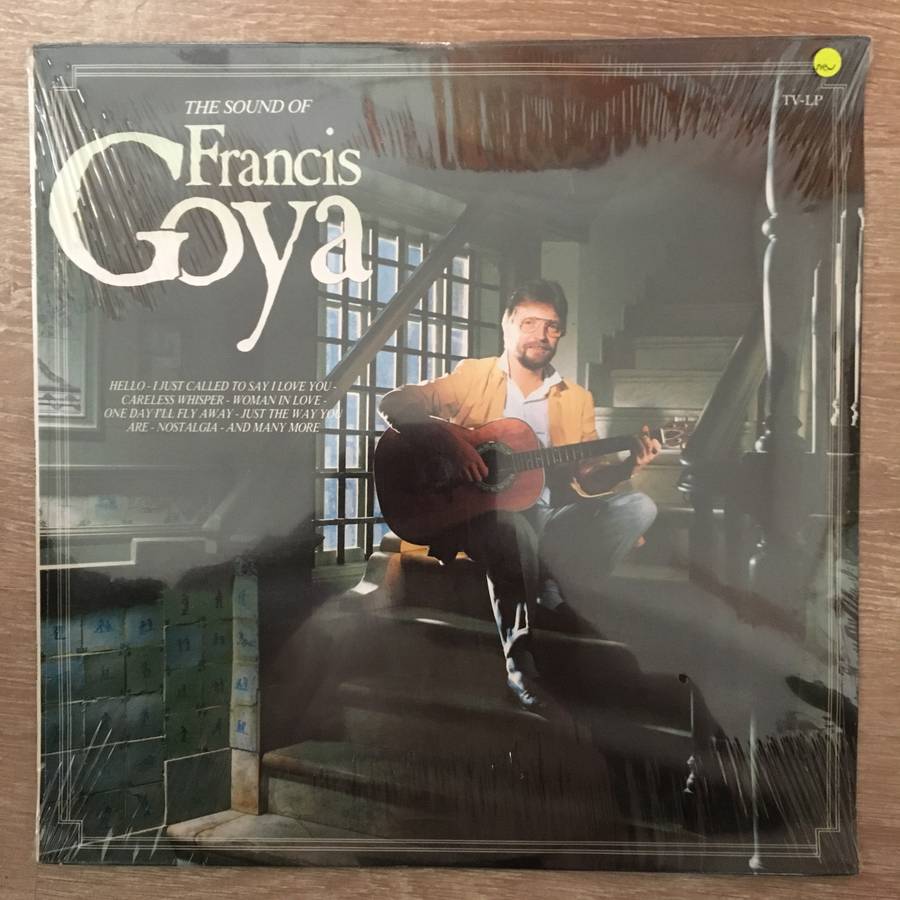 new
TV-LP
THE SOUND OF
Francis
Goya
HELLO - I JUST CALLED TO SAY I LOVE YOU -
CARELESS WHISPER - WOMAN IN LOVE -
ONE DAY I'LL FLY AWAY - JUST THE WAY YOU
ARE - NOSTALGIA - AND MANY MORE